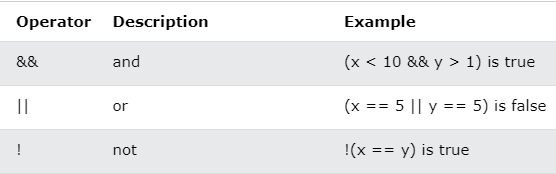 Operator Description Example
&& and (x < 10 && y > 1) is true
|| or (x == 5 || y == 5) is false
! not !(x == y) is true